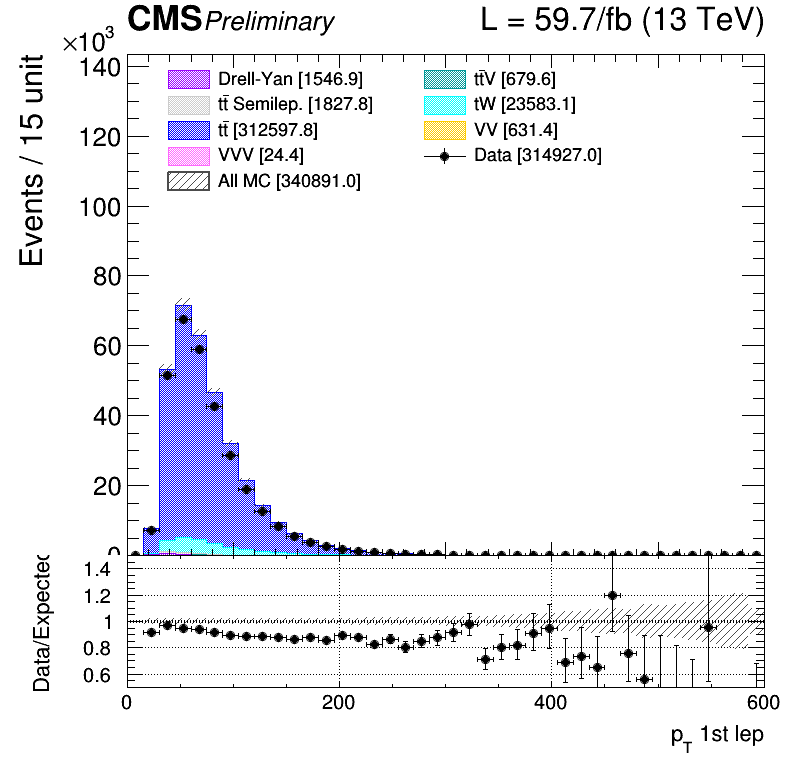 CMS Preliminary L = 59.7/fb (13 TeV)
×10³
Events / 15 unit
140
120
100
80
60
40
20
0
Drell-Yan [1546.9]
tt̄ Semilep. [1827.8]
tt̄ [312597.8]
VVV [24.4]
All MC [340891.0]
tt̄V [679.6]
tW [23583.1]
VV [631.4]
Data [314927.0]
Data/Expected
1.4
1.2
1
0.8
0.6
0 200 400 600
p_T 1st lep